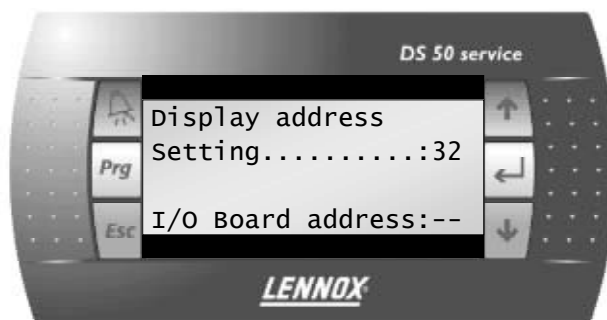 DS 50 service
Display address
Setting..........:32
Prg
I/O Board address:--
Esc
LENNOX